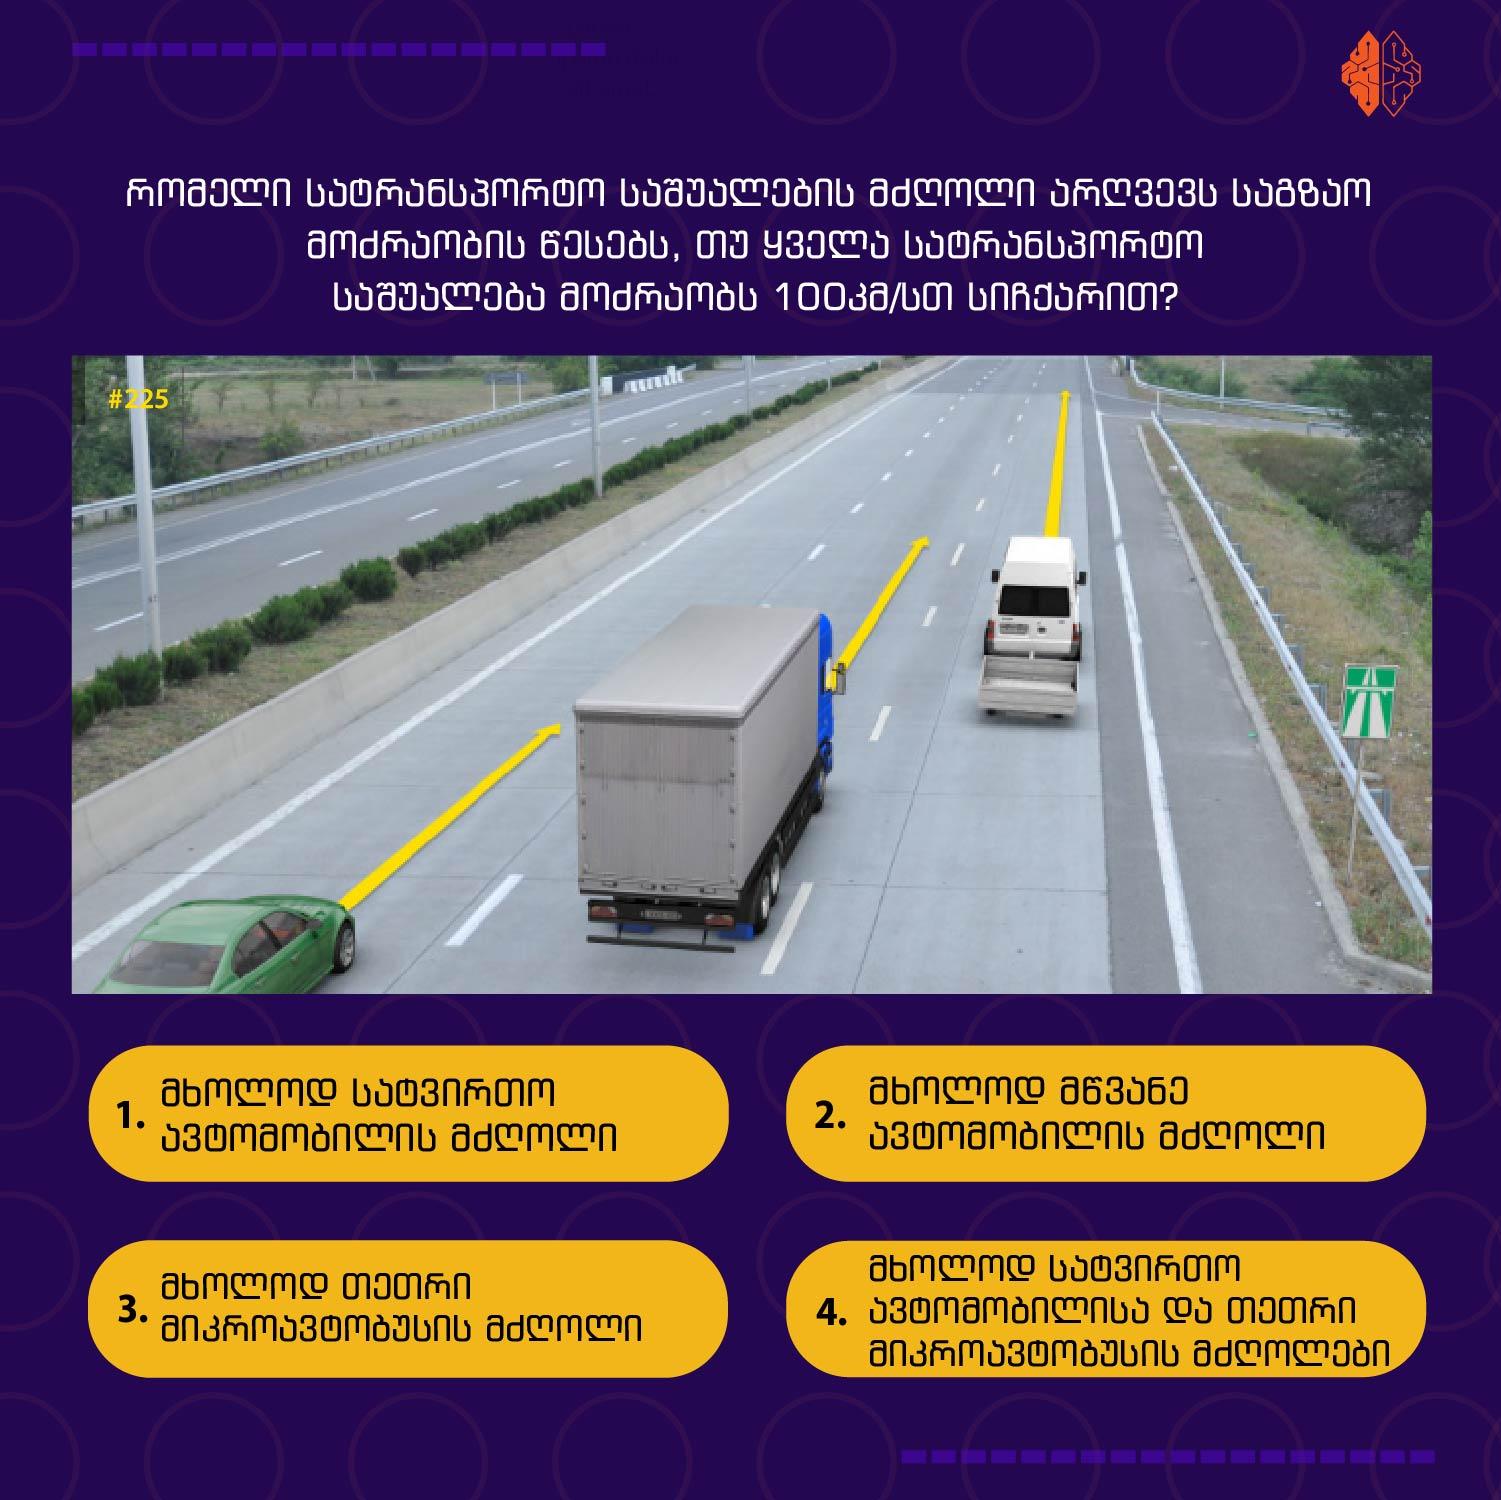 რომელი სატრანსპორტო საშუალების მძღოლი არღვევს საგზაო
მოძრაობის წესებს, თუ ყველა სატრანსპორტო
საშუალება მოძრაობს 100კმ/სთ სიჩქარით?
#225
1. მხოლოდ სატვირთო
ავტომობილის მძღოლი
2. მხოლოდ მწვანე
ავტომობილის მძღოლი
3. მხოლოდ თეთრი
მიკროავტობუსის მძღოლი
4. მხოლოდ სატვირთო
ავტომობილისა და თეთრი
მიკროავტობუსის მძღოლები